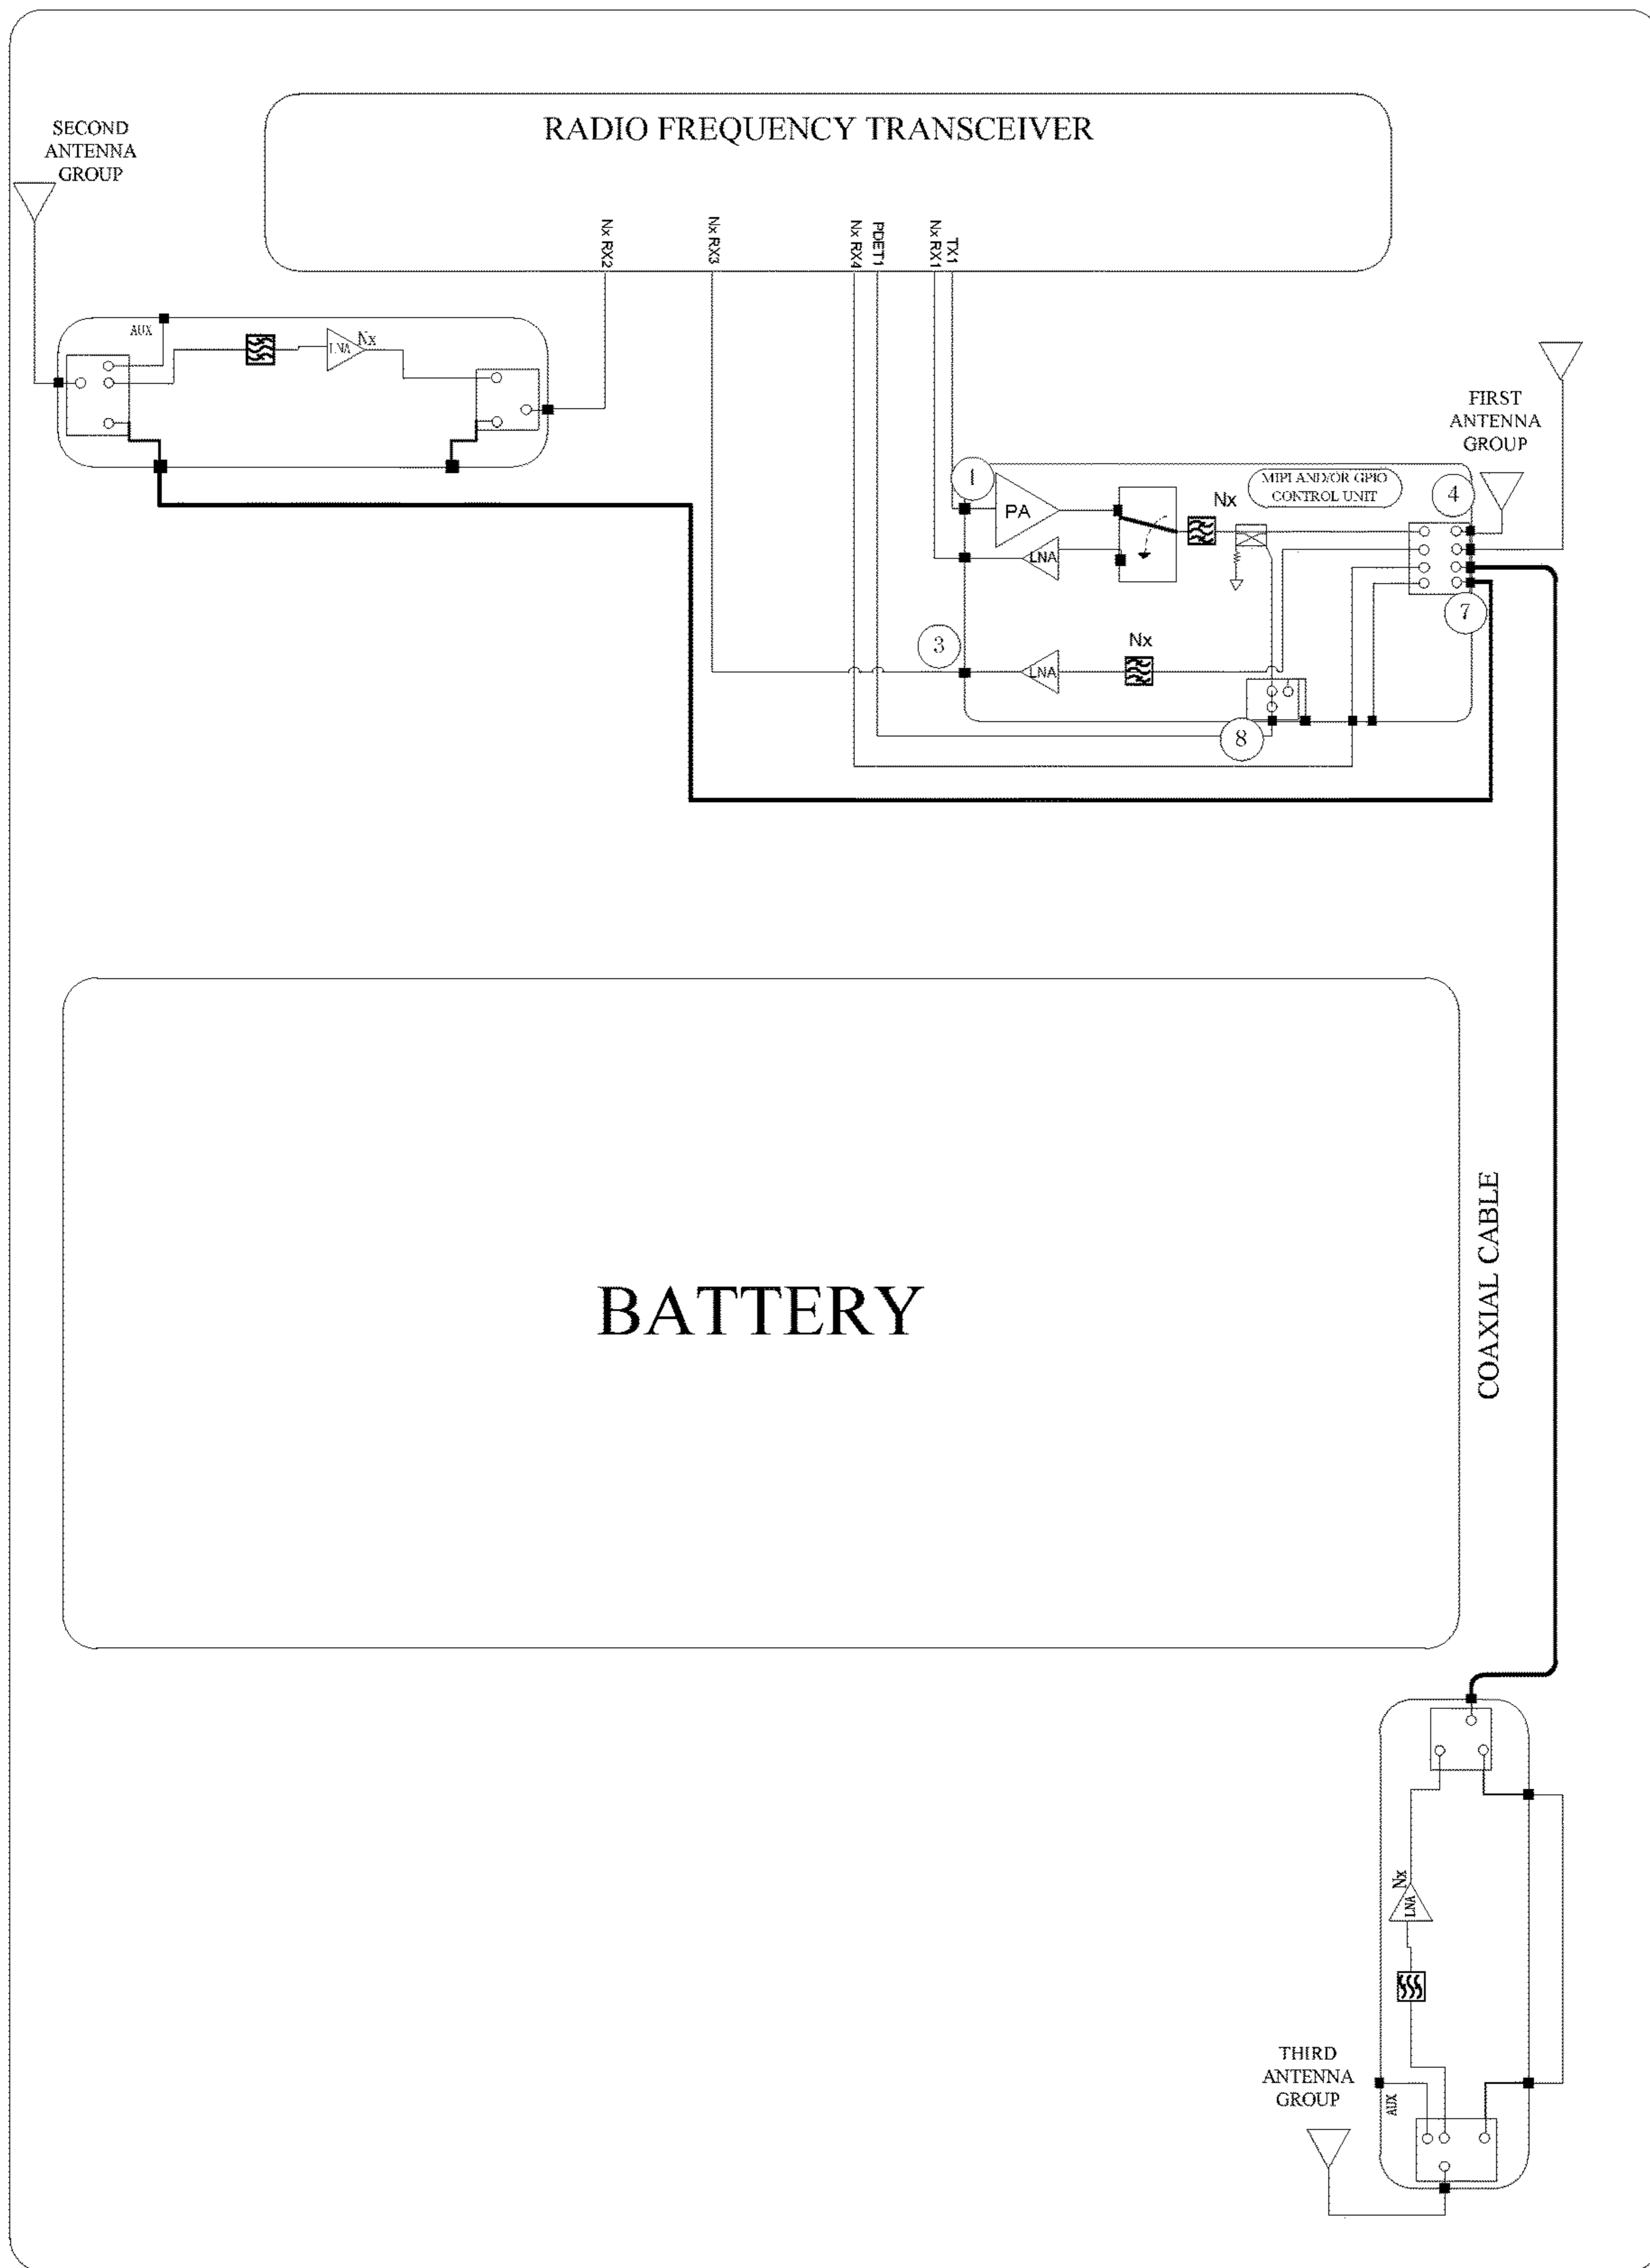 RADIO FREQUENCY TRANSCEIVER
SECOND
ANTENNA
GROUP
Nx RX2
Nx RX3
Nx RX4
PDET1
Nx RX1
TX1
AUX
LNA
Nx
FIRST
ANTENNA
GROUP
1
PA
LNA
Nx
MIPI AND/OR GPIO
CONTROL UNIT
4
7
3
LNA
Nx
8
BATTERY
COAXIAL CABLE
Nx
LNA
THIRD
ANTENNA
GROUP
AUX